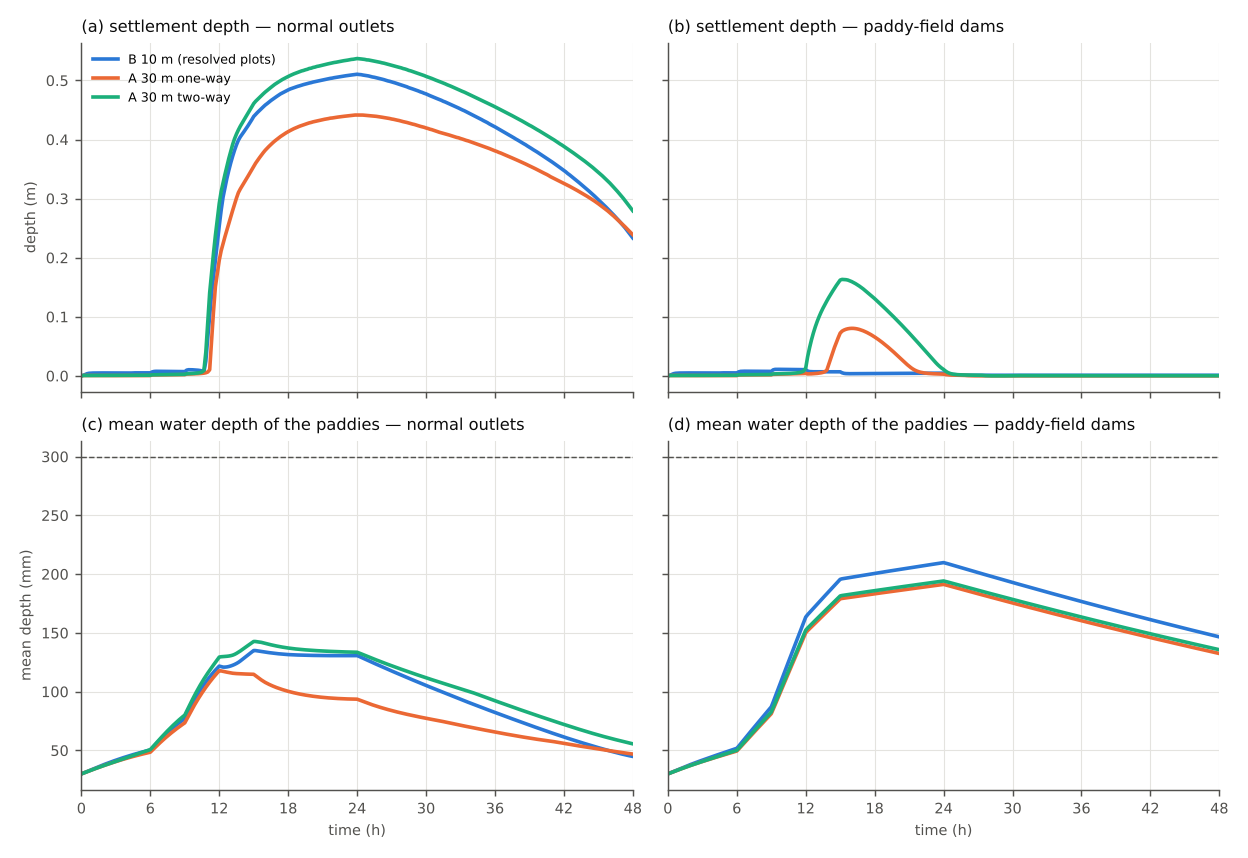 (a) settlement depth — normal outlets
(b) settlement depth — paddy-field dams
B 10 m (resolved plots)
A 30 m one-way
A 30 m two-way
0.5
0.4
0.3
0.2
0.1
0.0
depth (m)
(c) mean water depth of the paddies — normal outlets
(d) mean water depth of the paddies — paddy-field dams
300
250
200
150
100
50
mean depth (mm)
0 6 12 18 24 30 36 42 48
0 6 12 18 24 30 36 42 48
time (h)
time (h)